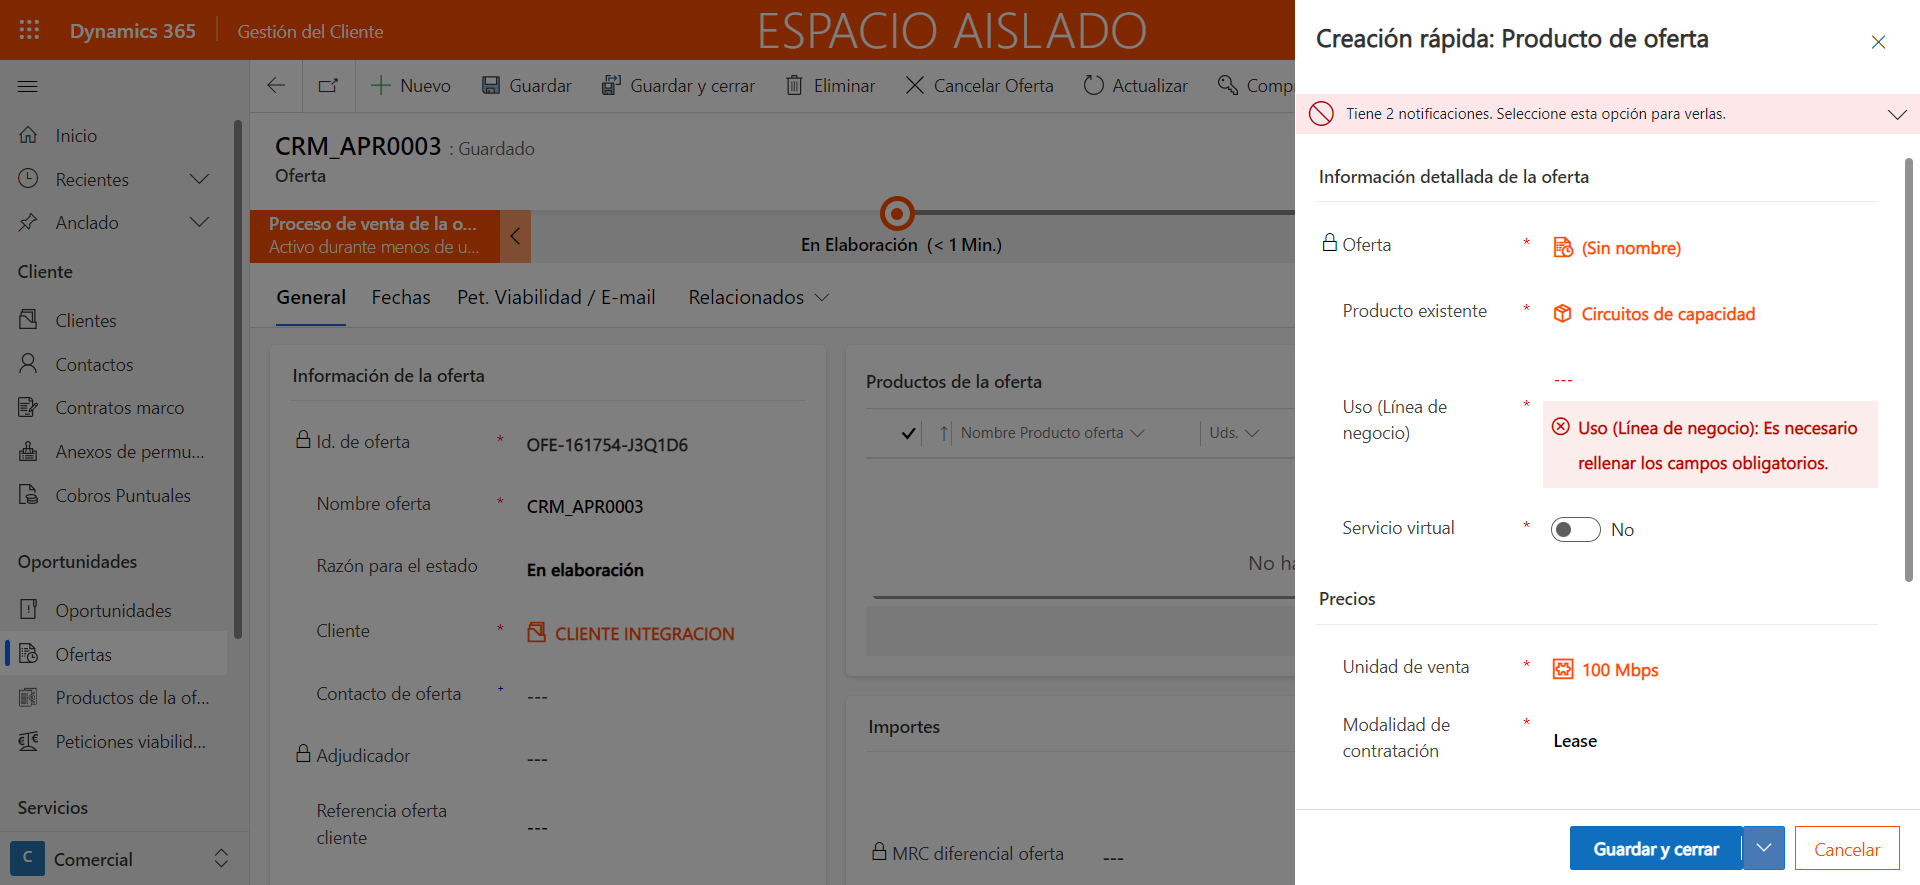 Dynamics 365
Gestión del Cliente
ESPACIO AISLADO
Nuevo
Guardar
Guardar y cerrar
Eliminar
Cancelar Oferta
Actualizar
Comp
Inicio
Recientes
Anclado
Cliente
Clientes
Contactos
Contratos marco
Anexos de permu...
Cobros Puntuales
Oportunidades
Oportunidades
Ofertas
Productos de la of...
Peticiones viabilid...
Servicios
C
Comercial
CRM_APR0003 : Guardado
Oferta
Proceso de venta de la o...
Activo durante menos de u...
En Elaboración (< 1 Min.)
General
Fechas
Pet. Viabilidad / E-mail
Relacionados
Información de la oferta
Id. de oferta * OFE-161754-J3Q1D6
Nombre oferta * CRM_APR0003
Razón para el estado En elaboración
Cliente * CLIENTE INTEGRACION
Contacto de oferta + ---
Adjudicador ---
Referencia oferta
cliente ---
Productos de la oferta
Nombre Producto oferta
Uds.
No ha
Importes
MRC diferencial oferta ---
Creación rápida: Producto de oferta
Tiene 2 notificaciones. Seleccione esta opción para verlas.
Información detallada de la oferta
Oferta * (Sin nombre)
Producto existente * Circuitos de capacidad
---
Uso (Línea de
negocio) *
Uso (Línea de negocio): Es necesario
rellenar los campos obligatorios.
Servicio virtual * No
Precios
Unidad de venta * 100 Mbps
Modalidad de
contratación * Lease
Guardar y cerrar
Cancelar